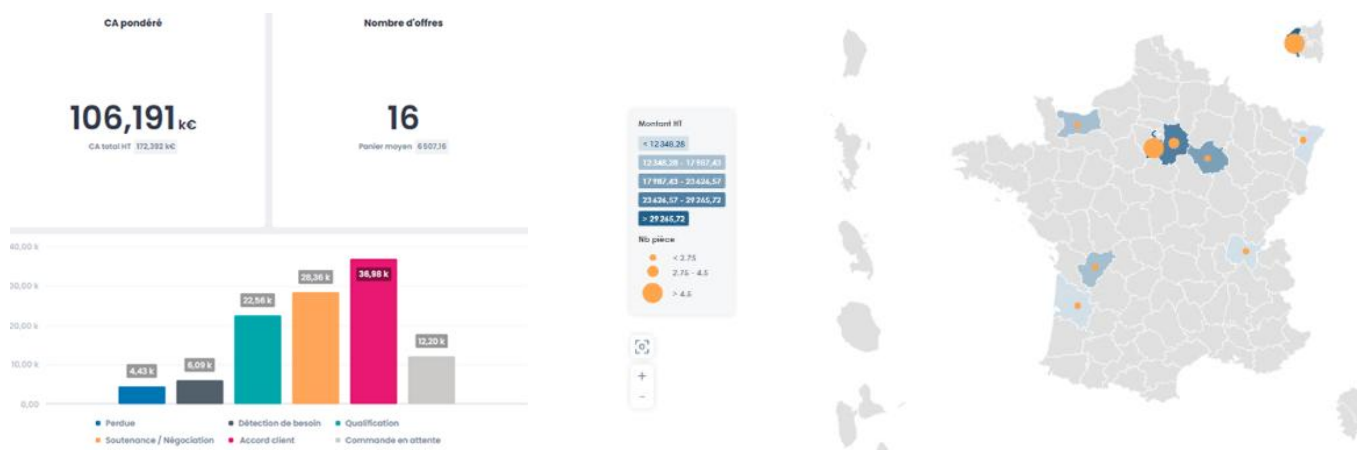 CA pondéré
106,191 k€
CA total HT 172,392 k€
Nombre d'offres
16
Panier moyen 6507,16
40,00 k
30,00 k
20,00 k
10,00 k
0,00
4,43 k
6,09 k
22,56 k
28,36 k
36,98 k
12,20 k
Perdue
Détection de besoin
Qualification
Soutenance / Négociation
Accord client
Commande en attente
Montant HT
< 12 348,28
12 348,28 - 17 987,43
17 987,43 - 23 626,57
23 626,57 - 29 265,72
> 29 265,72
Nb pièce
< 2.75
2.75 - 4.5
> 4.5
+
-